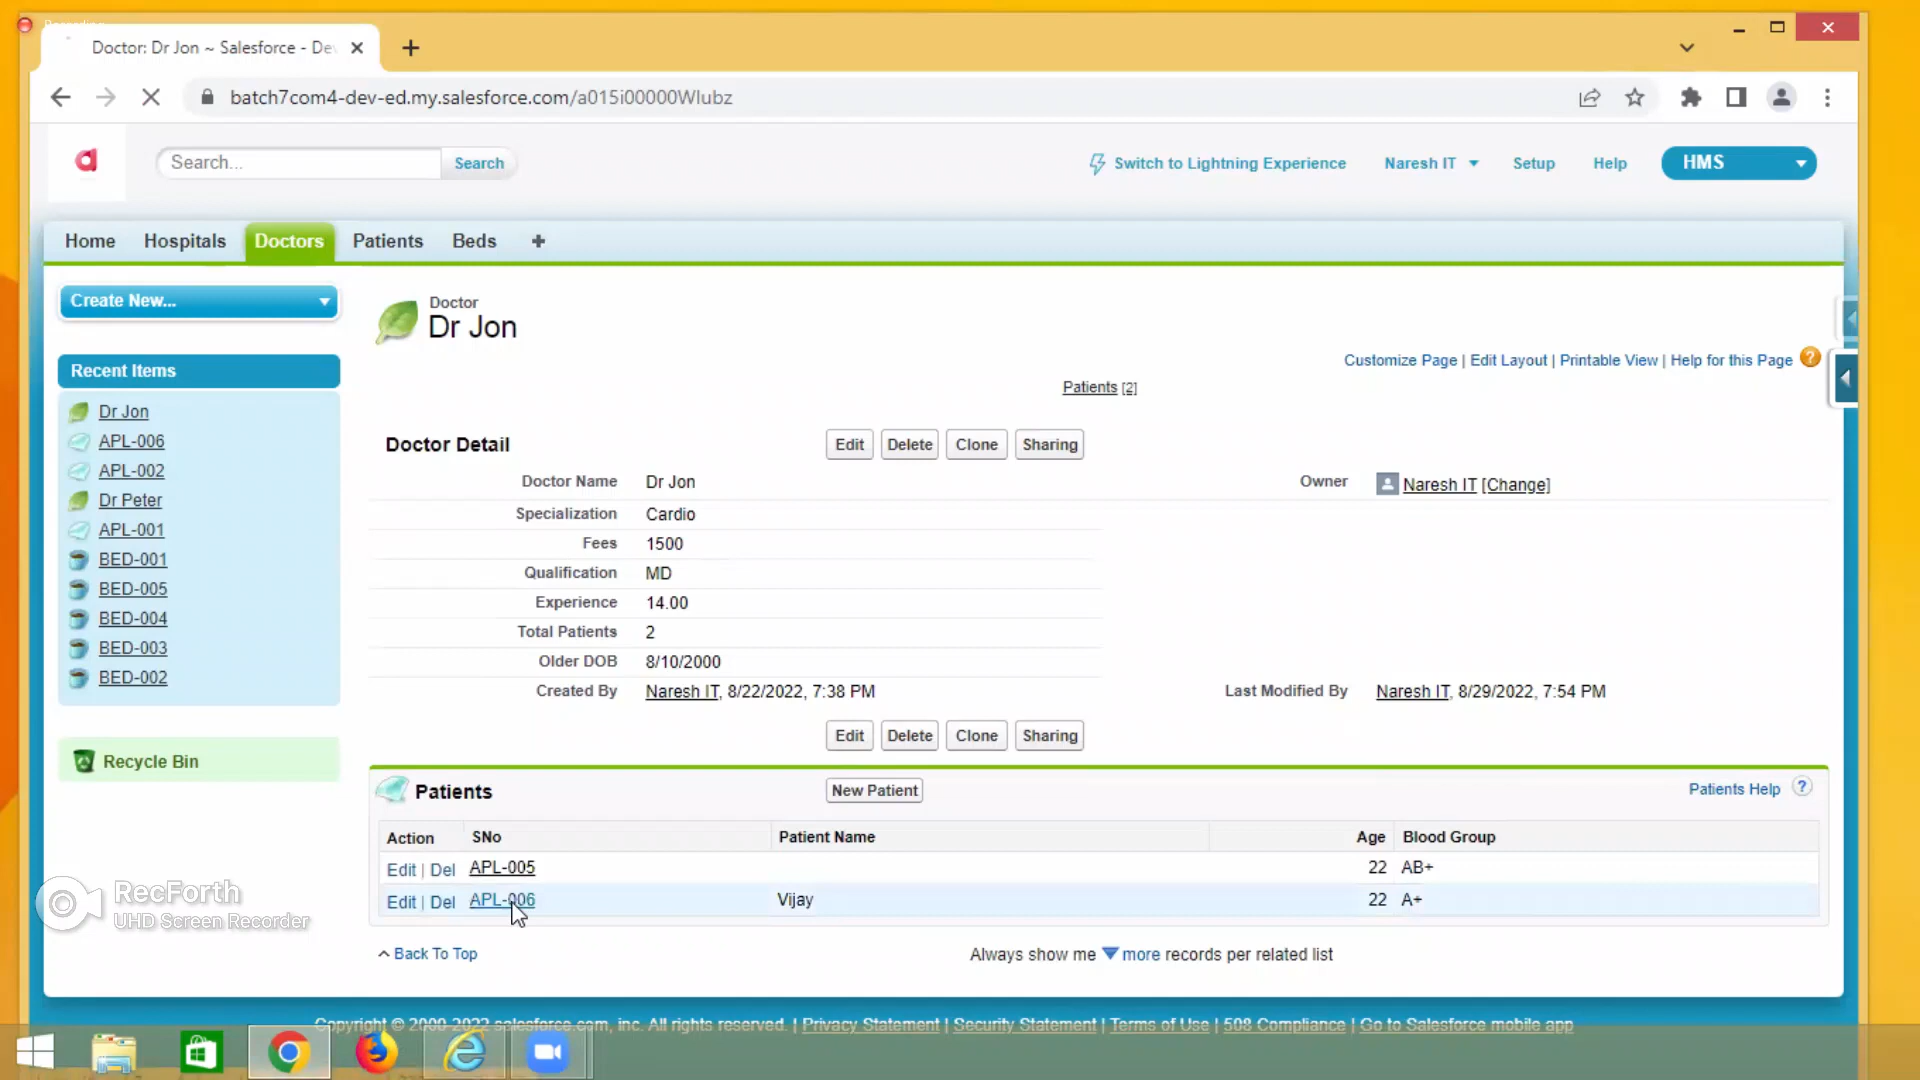 Doctor: Dr Jon ~ Salesforce - De
batch7com4-dev-ed.my.salesforce.com/a015i00000Wlubz
Search...
Search
Switch to Lightning Experience
Naresh IT
Setup
Help
HMS
Home
Hospitals
Doctors
Patients
Beds
Create New...
Doctor
Dr Jon
Customize Page | Edit Layout | Printable View | Help for this Page
Patients [2]
Recent Items
Dr Jon
APL-006
APL-002
Dr Peter
APL-001
BED-001
BED-005
BED-004
BED-003
BED-002
Recycle Bin
Doctor Detail
Edit
Delete
Clone
Sharing
Doctor Name Dr Jon
Owner Naresh IT [Change]
Specialization Cardio
Fees 1500
Qualification MD
Experience 14.00
Total Patients 2
Older DOB 8/10/2000
Created By Naresh IT, 8/22/2022, 7:38 PM
Last Modified By Naresh IT, 8/29/2022, 7:54 PM
Edit
Delete
Clone
Sharing
Patients
New Patient
Patients Help ?
Action SNo Patient Name Age Blood Group
Edit | Del APL-005 22 AB+
Edit | Del APL-006 Vijay 22 A+
Back To Top
Always show me more records per related list
RecForth
UHD Screen Recorder
Copyright © 2000-2022 salesforce.com, inc. All rights reserved. | Privacy Statement | Security Statement | Terms of Use | 508 Compliance | Go to Salesforce mobile app